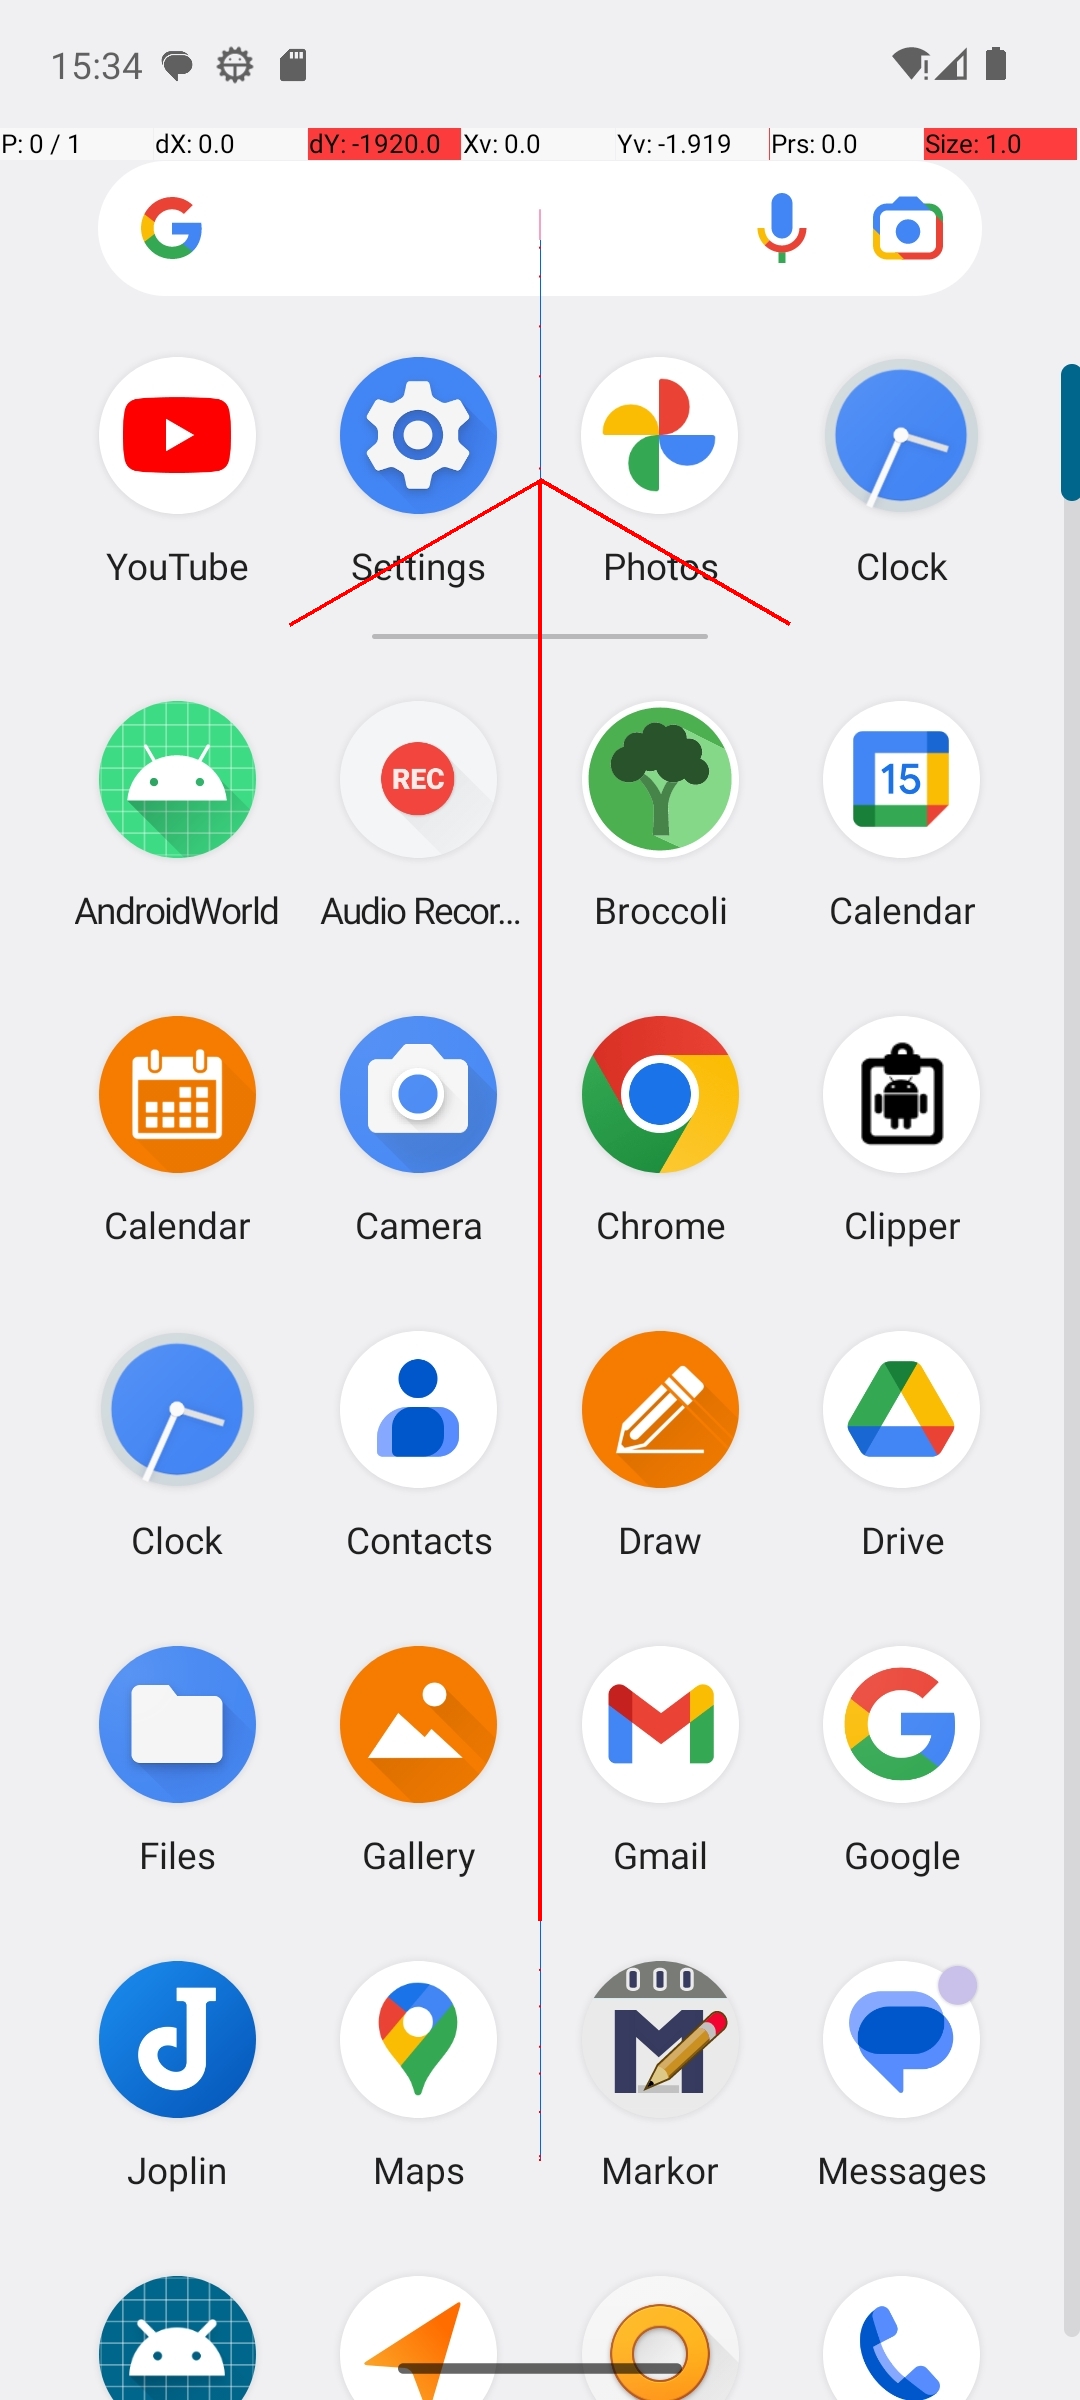 15:34
P: 0 / 1 dX: 0.0 dY: -1920.0 Xv: 0.0 Yv: -1.919 Prs: 0.0 Size: 1.0
YouTube Settings Photos Clock
REC
15
AndroidWorld Audio Recor... Broccoli Calendar
Calendar Camera Chrome Clipper
Clock Contacts Draw Drive
Files Gallery Gmail Google
Joplin Maps Markor Messages